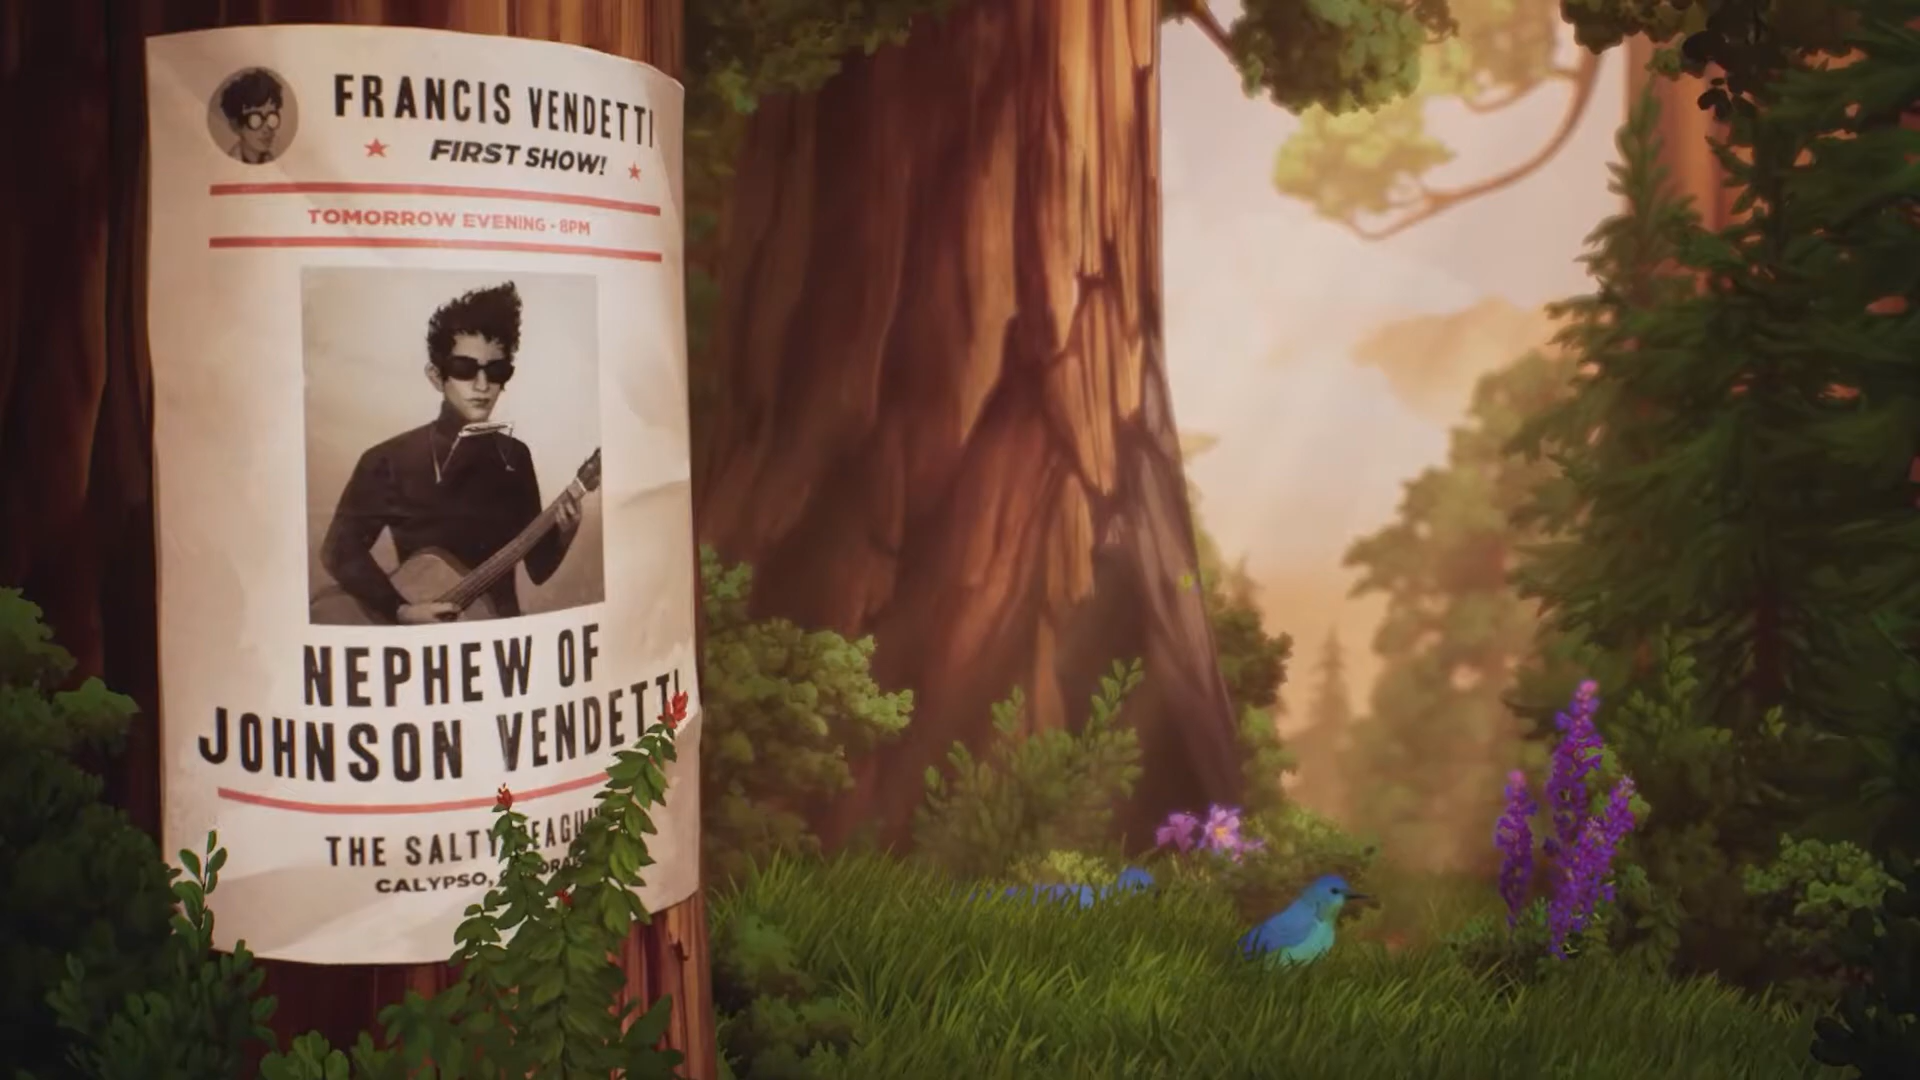 FRANCIS VENDETTI
FIRST SHOW!
TOMORROW EVENING - 8PM
NEPHEW OF
JOHNSON VENDETTI
THE SALTY
CALYPSO,